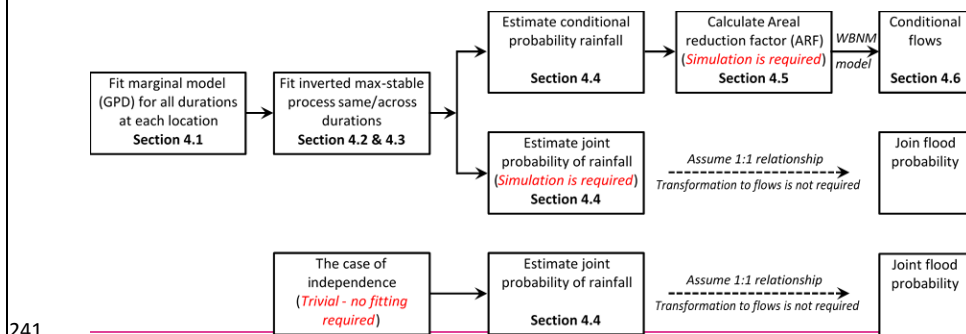 Estimate conditional
probability rainfall
Section 4.4
Calculate Areal
reduction factor (ARF)
(Simulation is required)
Section 4.5
WBNM
model
Conditional
flows
Section 4.6
Fit marginal model
(GPD) for all durations
at each location
Section 4.1
Fit inverted max-stable
process same/across
durations
Section 4.2 & 4.3
Estimate joint
probability of rainfall
(Simulation is required)
Section 4.4
Assume 1:1 relationship
Transformation to flows is not required
Join flood
probability
The case of
independence
(Trivial - no fitting
required)
Estimate joint
probability of rainfall
Section 4.4
Assume 1:1 relationship
Transformation to flows is not required
Joint flood
probability
241